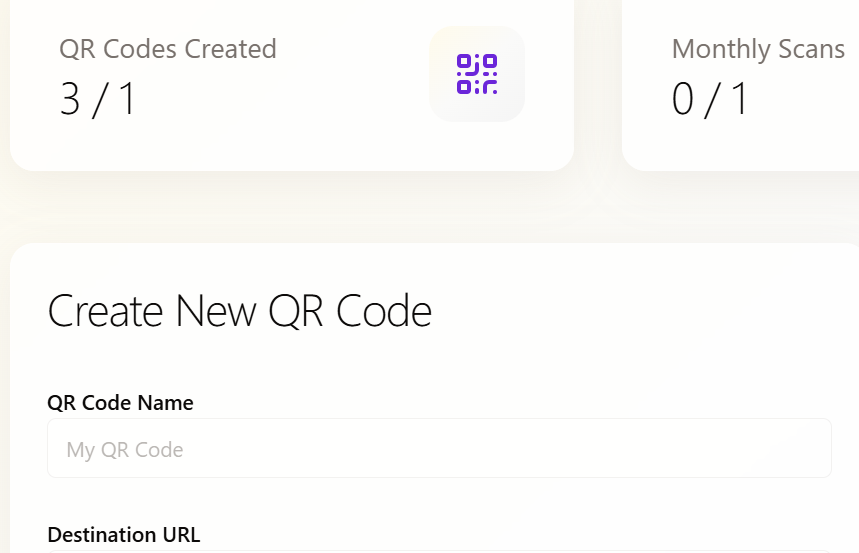 QR Codes Created
3 / 1
Monthly Scans
0 / 1
Create New QR Code
QR Code Name
My QR Code
Destination URL